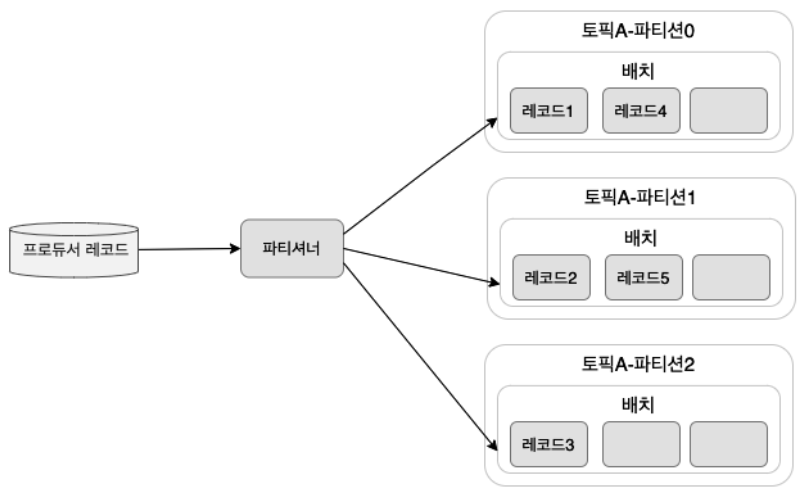 프로듀서 레코드
파티셔너
토픽A-파티션0
배치
레코드1
레코드4
토픽A-파티션1
배치
레코드2
레코드5
토픽A-파티션2
배치
레코드3